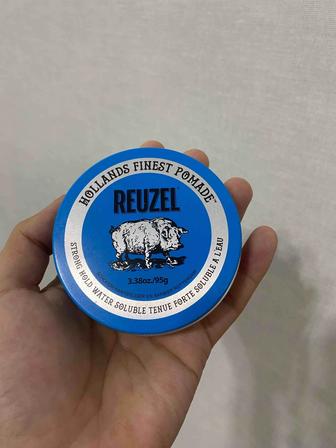 HOLLANDS FINEST POMADE
REUZEL
3.38oz./95g
STRONG HOLD WATER SOLUBLE TENUE FORTE SOLUBLE A L'EAU